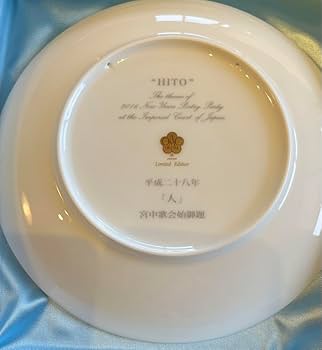 "HITO"
The theme of
2016 New Years Poetry Party
at the Imperial Court of Japan
Limited Edition
平成二十八年
「人」
宮中歌会始御題